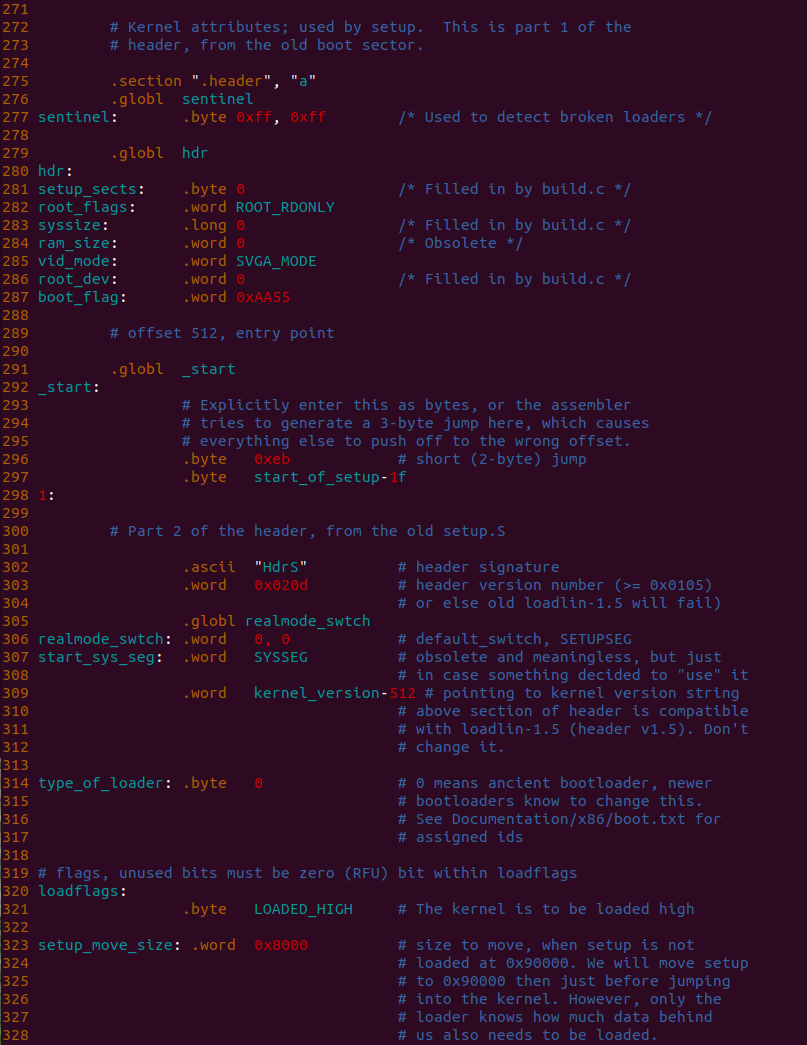 271
272         # Kernel attributes; used by setup.  This is part 1 of the
273         # header, from the old boot sector.
274
275         .section ".header", "a"
276         .globl  sentinel
277 sentinel:       .byte 0xff, 0xff        /* Used to detect broken loaders */
278
279         .globl  hdr
280 hdr:
281 setup_sects:    .byte 0                 /* Filled in by build.c */
282 root_flags:     .word ROOT_RDONLY
283 syssize:        .long 0                 /* Filled in by build.c */
284 ram_size:       .word 0                 /* Obsolete */
285 vid_mode:       .word SVGA_MODE
286 root_dev:       .word 0                 /* Filled in by build.c */
287 boot_flag:      .word 0xAA55
288
289         # offset 512, entry point
290
291         .globl  _start
292 _start:
293                 # Explicitly enter this as bytes, or the assembler
294                 # tries to generate a 3-byte jump here, which causes
295                 # everything else to push off to the wrong offset.
296                 .byte   0xeb            # short (2-byte) jump
297                 .byte   start_of_setup-1f
298 1:
299
300         # Part 2 of the header, from the old setup.S
301
302                 .ascii  "HdrS"          # header signature
303                 .word   0x020d          # header version number (>= 0x0105)
304                                         # or else old loadlin-1.5 will fail)
305                 .globl realmode_swtch
306 realmode_swtch: .word   0, 0            # default_switch, SETUPSEG
307 start_sys_seg:  .word   SYSSEG          # obsolete and meaningless, but just
308                                         # in case something decided to "use" it
309                 .word   kernel_version-512 # pointing to kernel version string
310                                         # above section of header is compatible
311                                         # with loadlin-1.5 (header v1.5). Don't
312                                         # change it.
313
314 type_of_loader: .byte   0               # 0 means ancient bootloader, newer
315                                         # bootloaders know to change this.
316                                         # See Documentation/x86/boot.txt for
317                                         # assigned ids
318
319 # flags, unused bits must be zero (RFU) bit within loadflags
320 loadflags:
321                 .byte   LOADED_HIGH     # The kernel is to be loaded high
322
323 setup_move_size: .word  0x8000          # size to move, when setup is not
324                                         # loaded at 0x90000. We will move setup
325                                         # to 0x90000 then just before jumping
326                                         # into the kernel. However, only the
327                                         # loader knows how much data behind
328                                         # us also needs to be loaded.